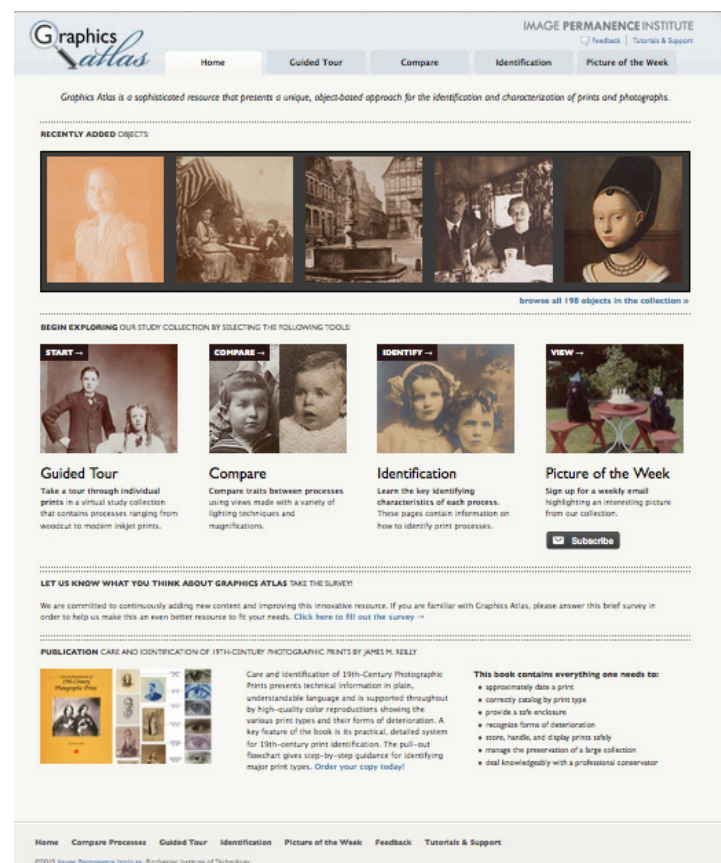 Graphics
atlas
IMAGE PERMANENCE INSTITUTE
Feedback | Tutorials & Support
Home Guided Tour Compare Identification Picture of the Week
Graphics Atlas is a sophisticated resource that presents a unique, object-based approach for the identification and characterization of prints and photographs.
RECENTLY ADDED OBJECTS:
browse all 198 objects in the collection »
BEGIN EXPLORING OUR STUDY COLLECTION BY SELECTING THE FOLLOWING TOOLS:
START →
Guided Tour
Take a tour through individual
prints in a virtual study collection
that contains processes ranging from
woodcut to modern inkjet prints.
COMPARE →
Compare
Compare traits between processes
using views made with a variety of
lighting techniques and
magnifications.
IDENTIFY →
Identification
Learn the key identifying
characteristics of each process.
These pages contain information on
how to identify print processes.
VIEW →
Picture of the Week
Sign up for a weekly email
highlighting an interesting picture
from our collection.
Subscribe
LET US KNOW WHAT YOU THINK ABOUT GRAPHICS ATLAS TAKE THE SURVEY!
We are committed to continuously adding new content and improving this innovative resource. If you are familiar with Graphics Atlas, please answer this brief survey in
order to help us make this an even better resource to fit your needs. Click here to fill out the survey →
PUBLICATION CARE AND IDENTIFICATION OF 19TH-CENTURY PHOTOGRAPHIC PRINTS BY JAMES M. REILLY
19th-Century
Photographic Prints
Care and Identification of 19th-Century Photographic
Prints presents technical information in plain,
understandable language and is supported throughout
by high-quality color reproductions showing the
various print types and their forms of deterioration. A
key feature of the book is its practical, detailed system
for 19th-century print identification. The pull-out
flowchart gives step-by-step guidance for identifying
major print types. Order your copy today!
This book contains everything one needs to:
• approximately date a print
• correctly catalog by print type
• provide a safe enclosure
• recognize forms of deterioration
• store, handle, and display prints safely
• manage the preservation of a large collection
• deal knowledgeably with a professional conservator
Home Compare Processes Guided Tour Identification Picture of the Week Feedback Tutorials & Support
©2015 Image Permanence Institute, Rochester Institute of Technology